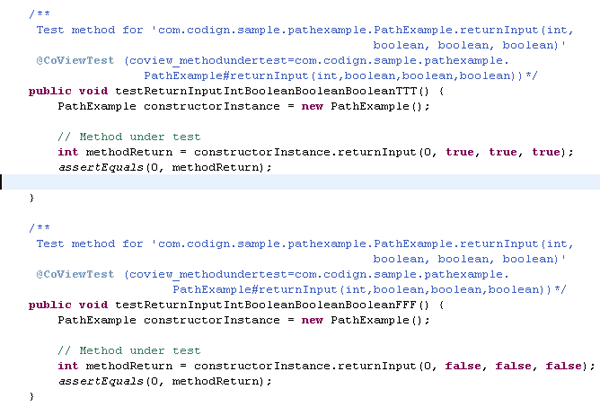 /**
Test method for 'com.codign.sample.pathexample.PathExample.returnInput(int,
boolean, boolean, boolean)'
@CoViewTest (coview_methodundertest=com.codign.sample.pathexample.
PathExample#returnInput(int,boolean,boolean,boolean))*/
public void testReturnInputIntBooleanBooleanBooleanTTT() {
PathExample constructorInstance = new PathExample();
// Method under test
int methodReturn = constructorInstance.returnInput(0, true, true, true);
assertEquals(0, methodReturn);
}
/**
Test method for 'com.codign.sample.pathexample.PathExample.returnInput(int,
boolean, boolean, boolean)'
@CoViewTest (coview_methodundertest=com.codign.sample.pathexample.
PathExample#returnInput(int,boolean,boolean,boolean))*/
public void testReturnInputIntBooleanBooleanBooleanFFF() {
PathExample constructorInstance = new PathExample();
// Method under test
int methodReturn = constructorInstance.returnInput(0, false, false, false);
assertEquals(0, methodReturn);
}